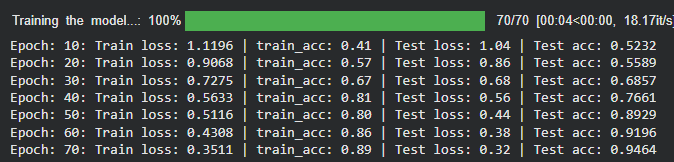 Training the model...: 100% 70/70 [00:04<00:00, 18.17it/s]
Epoch: 10: Train loss: 1.1196 | train_acc: 0.41 | Test loss: 1.04 | Test acc: 0.5232
Epoch: 20: Train loss: 0.9068 | train_acc: 0.57 | Test loss: 0.86 | Test acc: 0.5589
Epoch: 30: Train loss: 0.7275 | train_acc: 0.67 | Test loss: 0.68 | Test acc: 0.6857
Epoch: 40: Train loss: 0.5633 | train_acc: 0.81 | Test loss: 0.56 | Test acc: 0.7661
Epoch: 50: Train loss: 0.5116 | train_acc: 0.80 | Test loss: 0.44 | Test acc: 0.8929
Epoch: 60: Train loss: 0.4308 | train_acc: 0.86 | Test loss: 0.38 | Test acc: 0.9196
Epoch: 70: Train loss: 0.3511 | train_acc: 0.89 | Test loss: 0.32 | Test acc: 0.9464